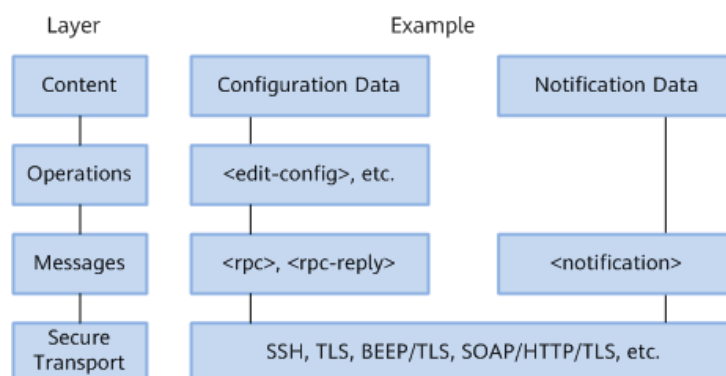 Layer
Example
Content
Configuration Data
Notification Data
Operations
<edit-config>, etc.
Messages
<rpc>, <rpc-reply>
<notification>
Secure
Transport
SSH, TLS, BEEP/TLS, SOAP/HTTP/TLS, etc.